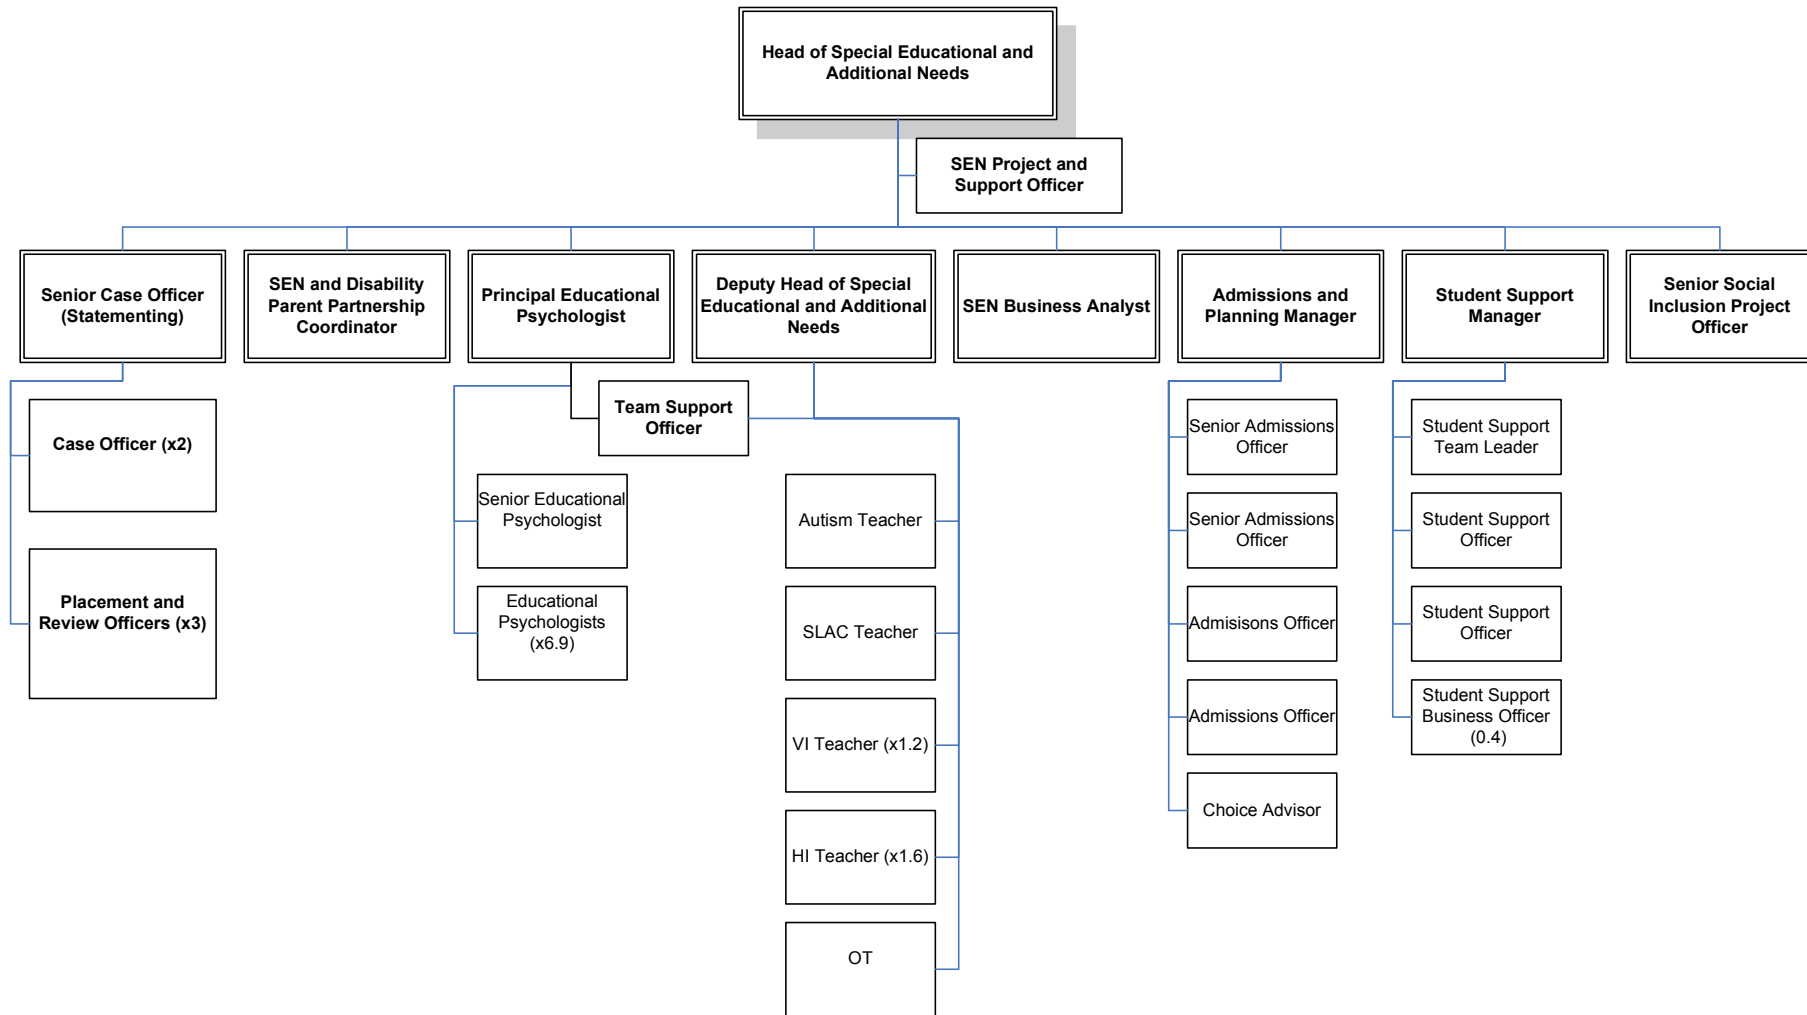 Head of Special Educational and
Additional Needs
SEN Project and
Support Officer
Senior Case Officer
(Statementing)
SEN and Disability
Parent Partnership
Coordinator
Principal Educational
Psychologist
Deputy Head of Special
Educational and Additional
Needs
SEN Business Analyst
Admissions and
Planning Manager
Student Support
Manager
Senior Social
Inclusion Project
Officer
Case Officer (x2)
Placement and
Review Officers (x3)
Team Support
Officer
Senior Educational
Psychologist
Educational
Psychologists
(x6.9)
Autism Teacher
SLAC Teacher
VI Teacher (x1.2)
HI Teacher (x1.6)
OT
Senior Admissions
Officer
Senior Admissions
Officer
Admisisons Officer
Admissions Officer
Choice Advisor
Student Support
Team Leader
Student Support
Officer
Student Support
Officer
Student Support
Business Officer
(0.4)